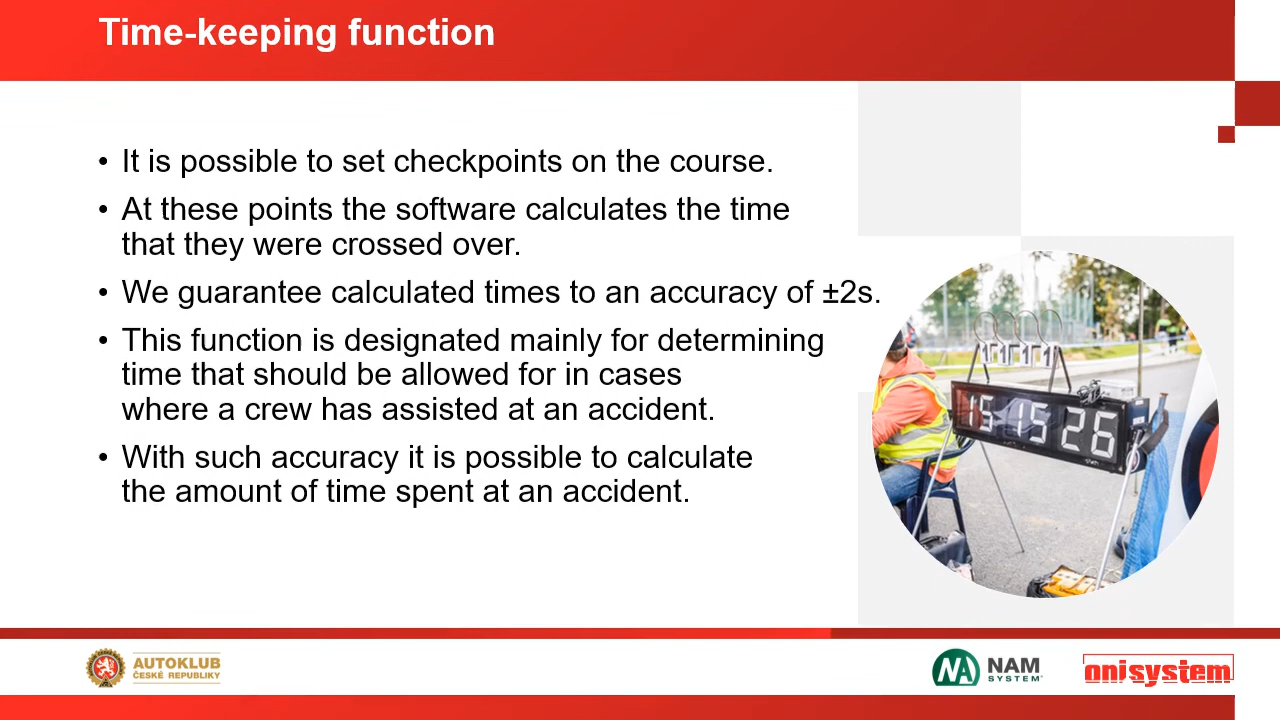 Time-keeping function
• It is possible to set checkpoints on the course.
• At these points the software calculates the time
that they were crossed over.
• We guarantee calculated times to an accuracy of ±2s.
• This function is designated mainly for determining
time that should be allowed for in cases
where a crew has assisted at an accident.
• With such accuracy it is possible to calculate
the amount of time spent at an accident.
15 15 26
AUTOKLUB
ČESKÉ REPUBLIKY
NAM
SYSTEM
onisystem